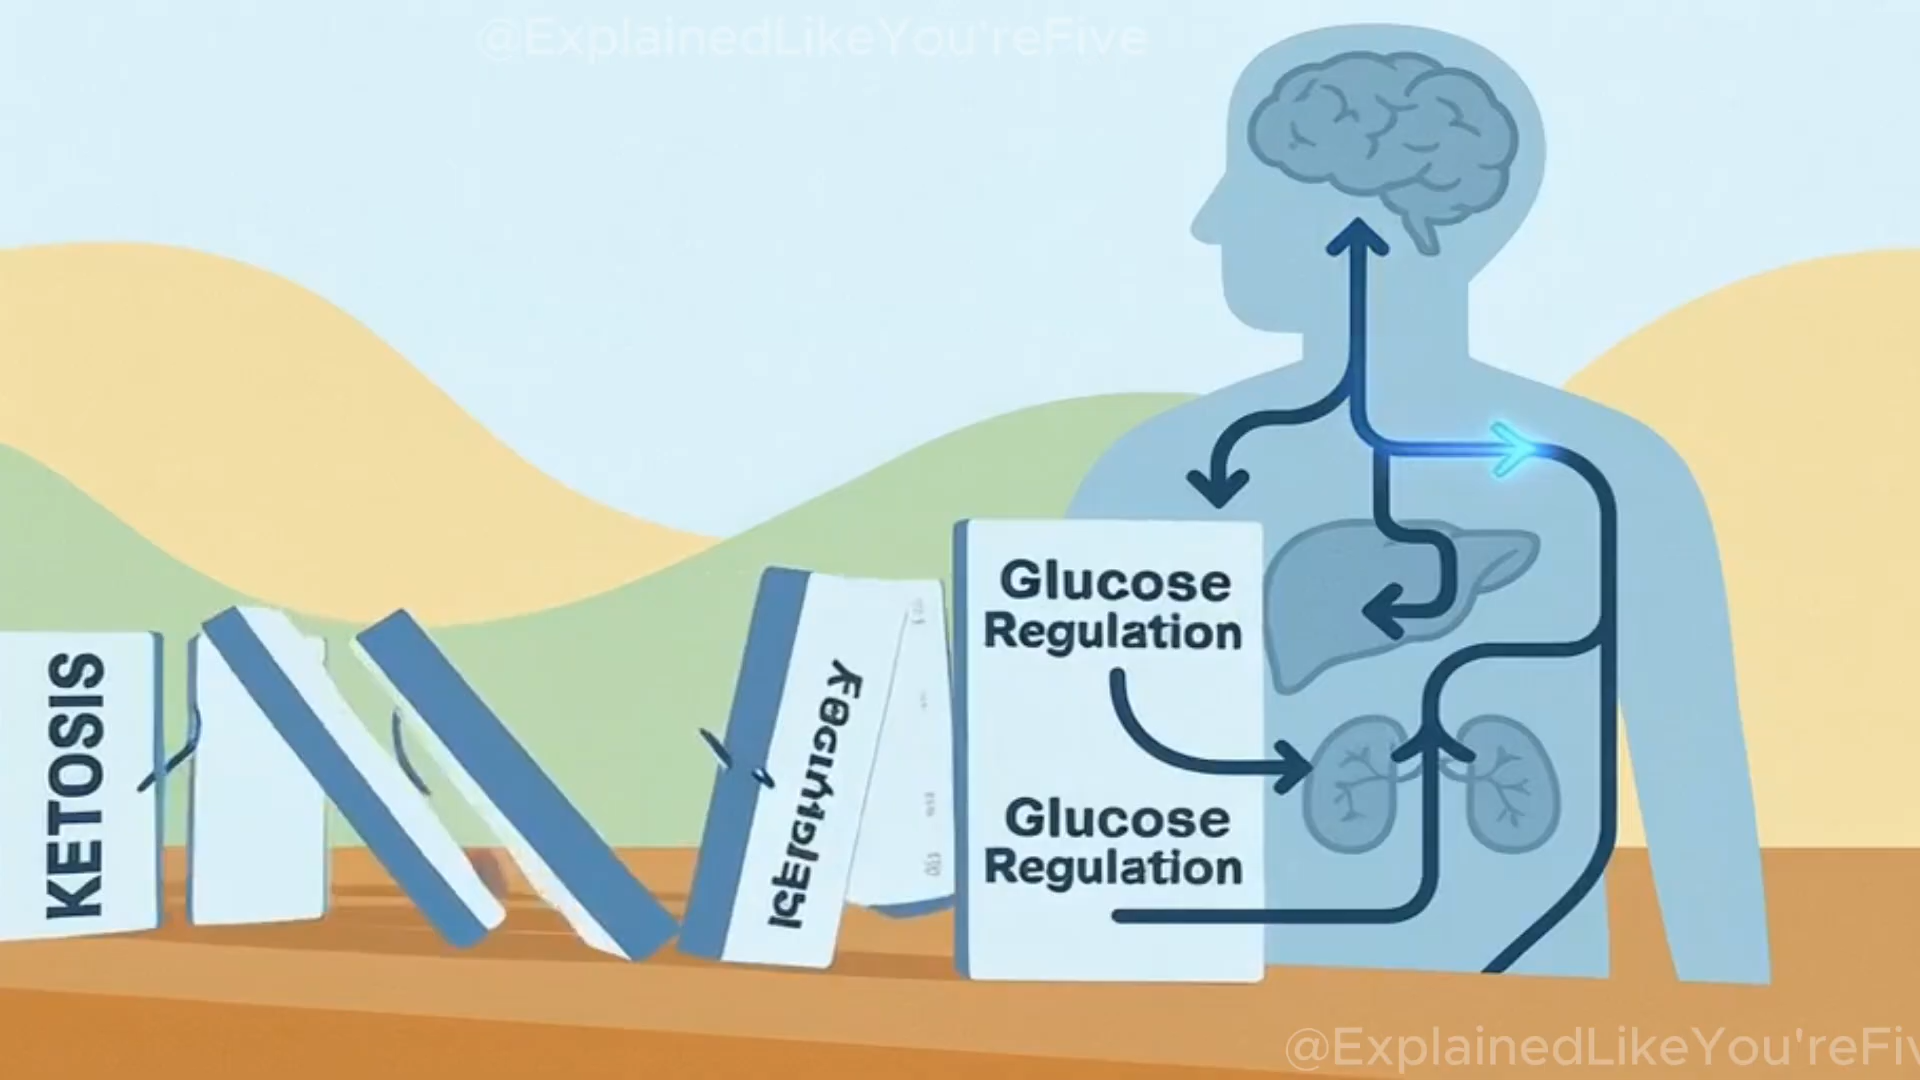 @ExplainedLikeYou'reFive
KETOSIS
Glucose
Regulation
Glucose
Regulation
@ExplainedLikeYou'reFiv